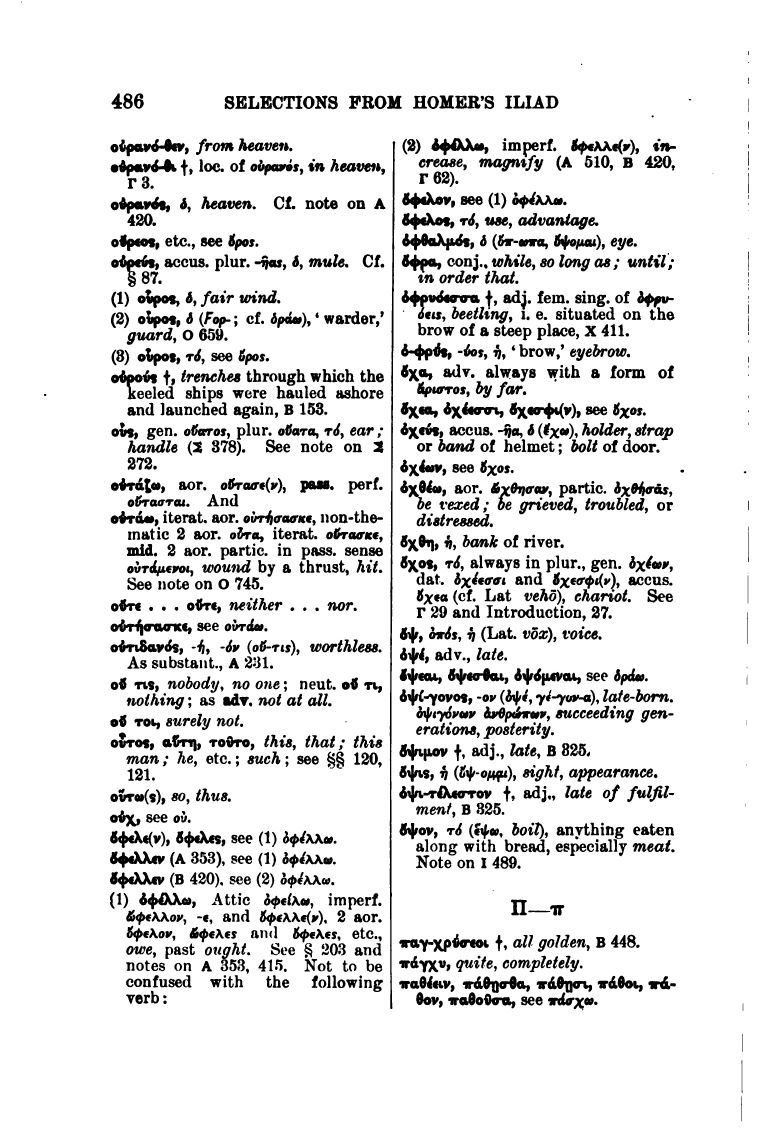 486 SELECTIONS FROM HOMER'S ILIAD
οὐρανό-θεν, from heaven.
οὐρανό-θι †, loc. of οὐρανός, in heaven,
Γ 3.
οὐρανός, ὁ, heaven. Cf. note on A
420.
οὔρεος, etc., see ὄρος.
οὐρεύς, accus. plur. -ῆας, ὁ, mule. Cf.
§ 87.
(1) οὖρος, ὁ, fair wind.
(2) οὖρος, ὁ (Ϝορ-; cf. ὁράω), ' warder,'
guard, O 659.
(3) οὖρος, τό, see ὄρος.
οὐρούς †, trenches through which the
keeled ships were hauled ashore
and launched again, B 153.
οὖς, gen. οὔατος, plur. οὔατα, τό, ear ;
handle (Σ 378). See note on Σ
272.
οὐτάζω, aor. οὔτασε(ν), pass. perf.
οὔτασται. And
οὐτάω, iterat. aor. οὐτήσασκε, non-the-
matic 2 aor. οὖτα, iterat. οὔτασκε,
mid. 2 aor. partic. in pass. sense
οὐτάμενοι, wound by a thrust, hit.
See note on O 745.
οὔτε . . . οὔτε, neither . . . nor.
οὐτήσασκε, see οὐτάω.
οὐτιδανός, -ή, -όν (οὔ-τις), worthless.
As substant., A 231.
οὔ τις, nobody, no one ; neut. οὔ τι,
nothing ; as adv. not at all.
οὔ τοι, surely not.
οὗτος, αὕτη, τοῦτο, this, that ; this
man ; he, etc. ; such ; see §§ 120,
121.
οὕτω(ς), so, thus.
οὐχ, see οὐ.
ὄφελε(ν), ὄφελες, see (1) ὀφέλλω.
ὄφελλεν (A 353), see (1) ὀφέλλω.
ὄφελλεν (B 420), see (2) ὀφέλλω.
(1) ὀφέλλω, Attic ὀφείλω, imperf.
ὤφελλον, -ε, and ὄφελλε(ν), 2 aor.
ὄφελον, ὤφελες and ὄφελες, etc.,
owe, past ought. See § 203 and
notes on A 353, 415. Not to be
confused with the following
verb :
(2) ὀφέλλω, imperf. ὄφελλε(ν), in-
crease, magnify (A 510, B 420,
Γ 62).
ὄφελον, see (1) ὀφέλλω.
ὄφελος, τό, use, advantage.
ὀφθαλμός, ὁ (ὄπ-ωπα, ὄψομαι), eye.
ὄφρα, conj., while, so long as ; until ;
in order that.
ὀφρυόεσσα †, adj. fem. sing. of ὀφρυ-
όεις, beetling, i. e. situated on the
brow of a steep place, X 411.
ὀ-φρύς, -ύος, ἡ, ' brow,' eyebrow.
ὄχα, adv. always with a form of
ἄριστος, by far.
ὄχεα, ὀχέεσσι, ὄχεσφι(ν), see ὄχος.
ὀχεύς, accus. -ῆα, ὁ (ἔχω), holder, strap
or band of helmet ; bolt of door.
ὀχέων, see ὄχος.
ὀχθέω, aor. ὤχθησαν, partic. ὀχθήσᾱς,
be vexed ; be grieved, troubled, or
distressed.
ὄχθη, ἡ, bank of river.
ὄχος, τό, always in plur., gen. ὀχέων,
dat. ὀχέεσσι and ὄχεσφι(ν), accus.
ὄχεα (cf. Lat vehō), chariot. See
Γ 29 and Introduction, 27.
ὄψ, ὀπός, ἡ (Lat. vōx), voice.
ὀψέ, adv., late.
ὄψεαι, ὄψεσθαι, ὀψόμεναι, see ὁράω.
ὀψί-γονος, -ον (ὀψέ, γέ-γον-α), late-born.
ὀψιγόνων ἀνθρώπων, succeeding gen-
erations, posterity.
ὄψιμον †, adj., late, B 325.
ὄψις, ἡ (ὄψ-ομαι), sight, appearance.
ὀψι-τέλεστον †, adj., late of fulfil-
ment, B 325.
ὄψον, τό (ἕψω, boil), anything eaten
along with bread, especially meat.
Note on I 489.
Π—π
παγ-χρύσεοι †, all golden, B 448.
πάγχυ, quite, completely.
παθέειν, πάθῃσθα, πάθῃσι, πάθοι, πά-
θον, παθοῦσα, see πάσχω.